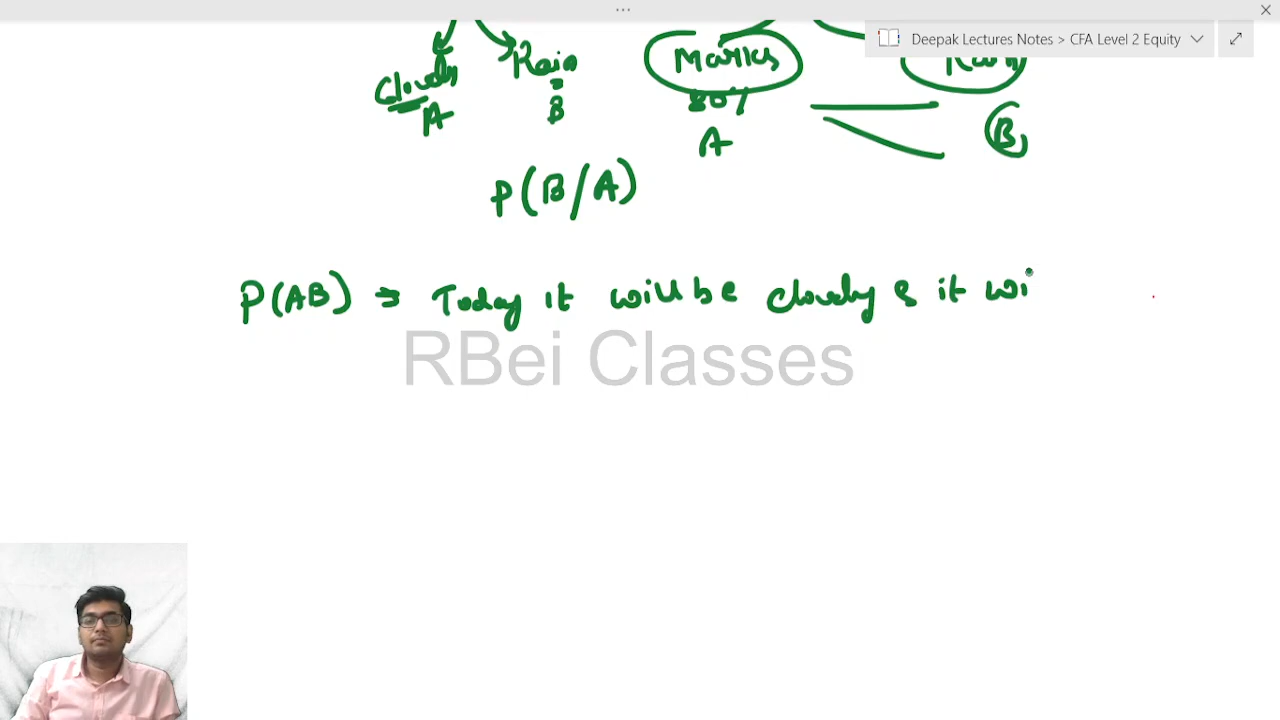 Deepak Lectures Notes > CFA Level 2 Equity
Cloudy Rain Marks
A B 80% A B
P(B/A)
P(AB) ⇒ Today it will be cloudy & it wi
RBei Classes